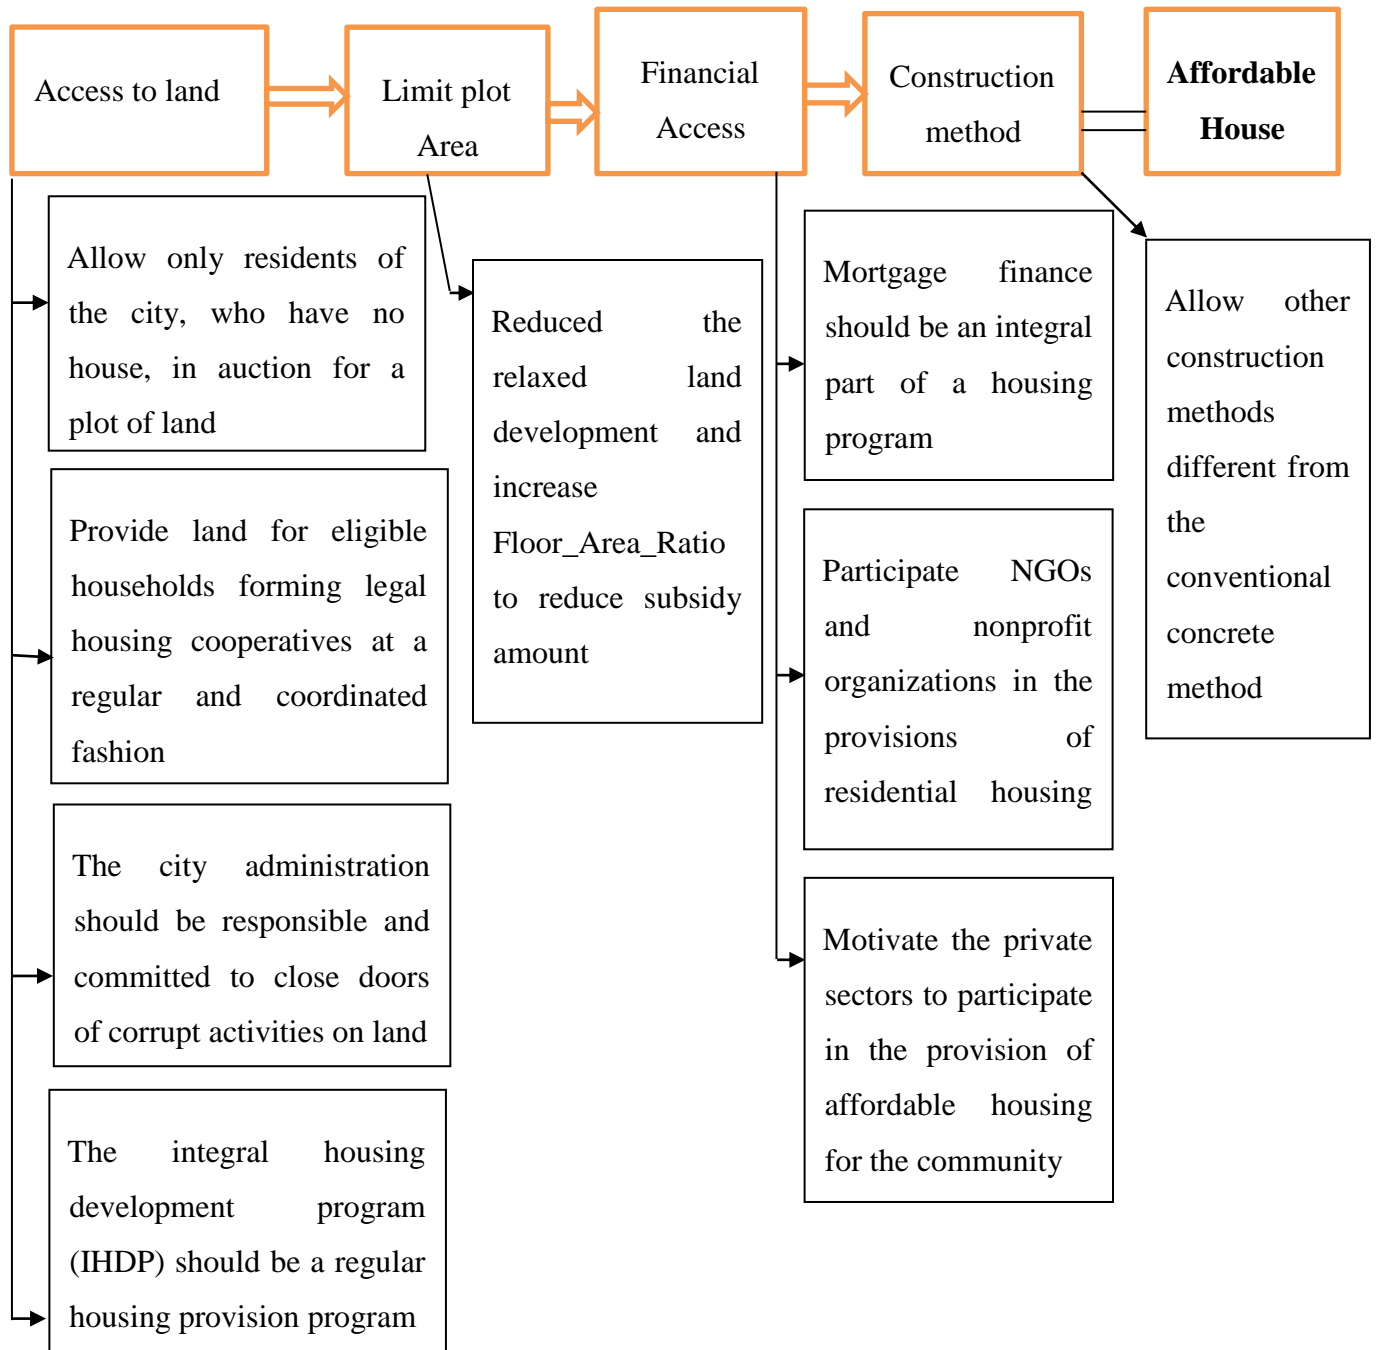 Access to land
Limit plot
Area
Financial
Access
Construction
method
Affordable
House
Allow only residents of
the city, who have no
house, in auction for a
plot of land
Provide land for eligible
households forming legal
housing cooperatives at a
regular and coordinated
fashion
The city administration
should be responsible and
committed to close doors
of corrupt activities on land
The integral housing
development program
(IHDP) should be a regular
housing provision program
Reduced the
relaxed land
development and
increase
Floor_Area_Ratio
to reduce subsidy
amount
Mortgage finance
should be an integral
part of a housing
program
Participate NGOs
and nonprofit
organizations in the
provisions of
residential housing
Motivate the private
sectors to participate
in the provision of
affordable housing
for the community
Allow other
construction
methods
different from
the
conventional
concrete
method